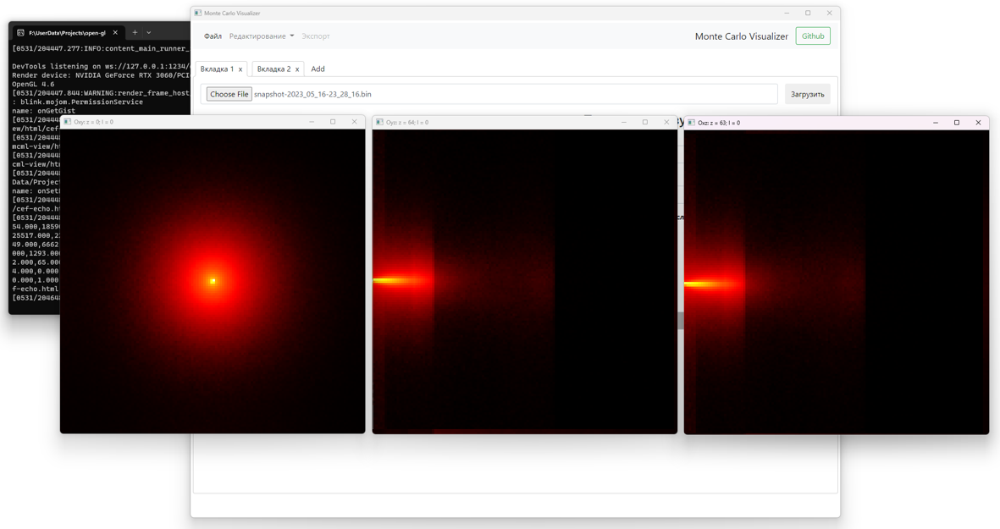 Monte Carlo Visualizer
F:\UserData\Projects\open-gl
[0531/204447.277:INFO:content_main_runner_
DevTools listening on ws://127.0.0.1:1234/
Render device: NVIDIA GeForce RTX 3060/PCI
OpenGL 4.6
[0531/204447.844:WARNING:render_frame_host
: blink.mojom.PermissionService
name: onGetGist
[0531/20444
ew/html/cef
[0531/20444
mcml-view/h
[0531/204448
cml-view/ht
[0531/204448
Data/Projec
name: onSet
[0531/20444
/cef-echo.h
[0531/204448
54.000,1859
25517.000,2
49.000,6662
000,1293.000
2.000,65.000
4.000,0.000
0.000,1.000
f-echo.html
[0531/20464
Файл Редактирование Экспорт
Monte Carlo Visualizer Github
Вкладка 1 x Вкладка 2 x Add
Choose File snapshot-2023_05_16-23_28_16.bin Загрузить
Oxy: z = 0; l = 0
Oyz: z = 64; l = 0
Oxz: z = 63; l = 0